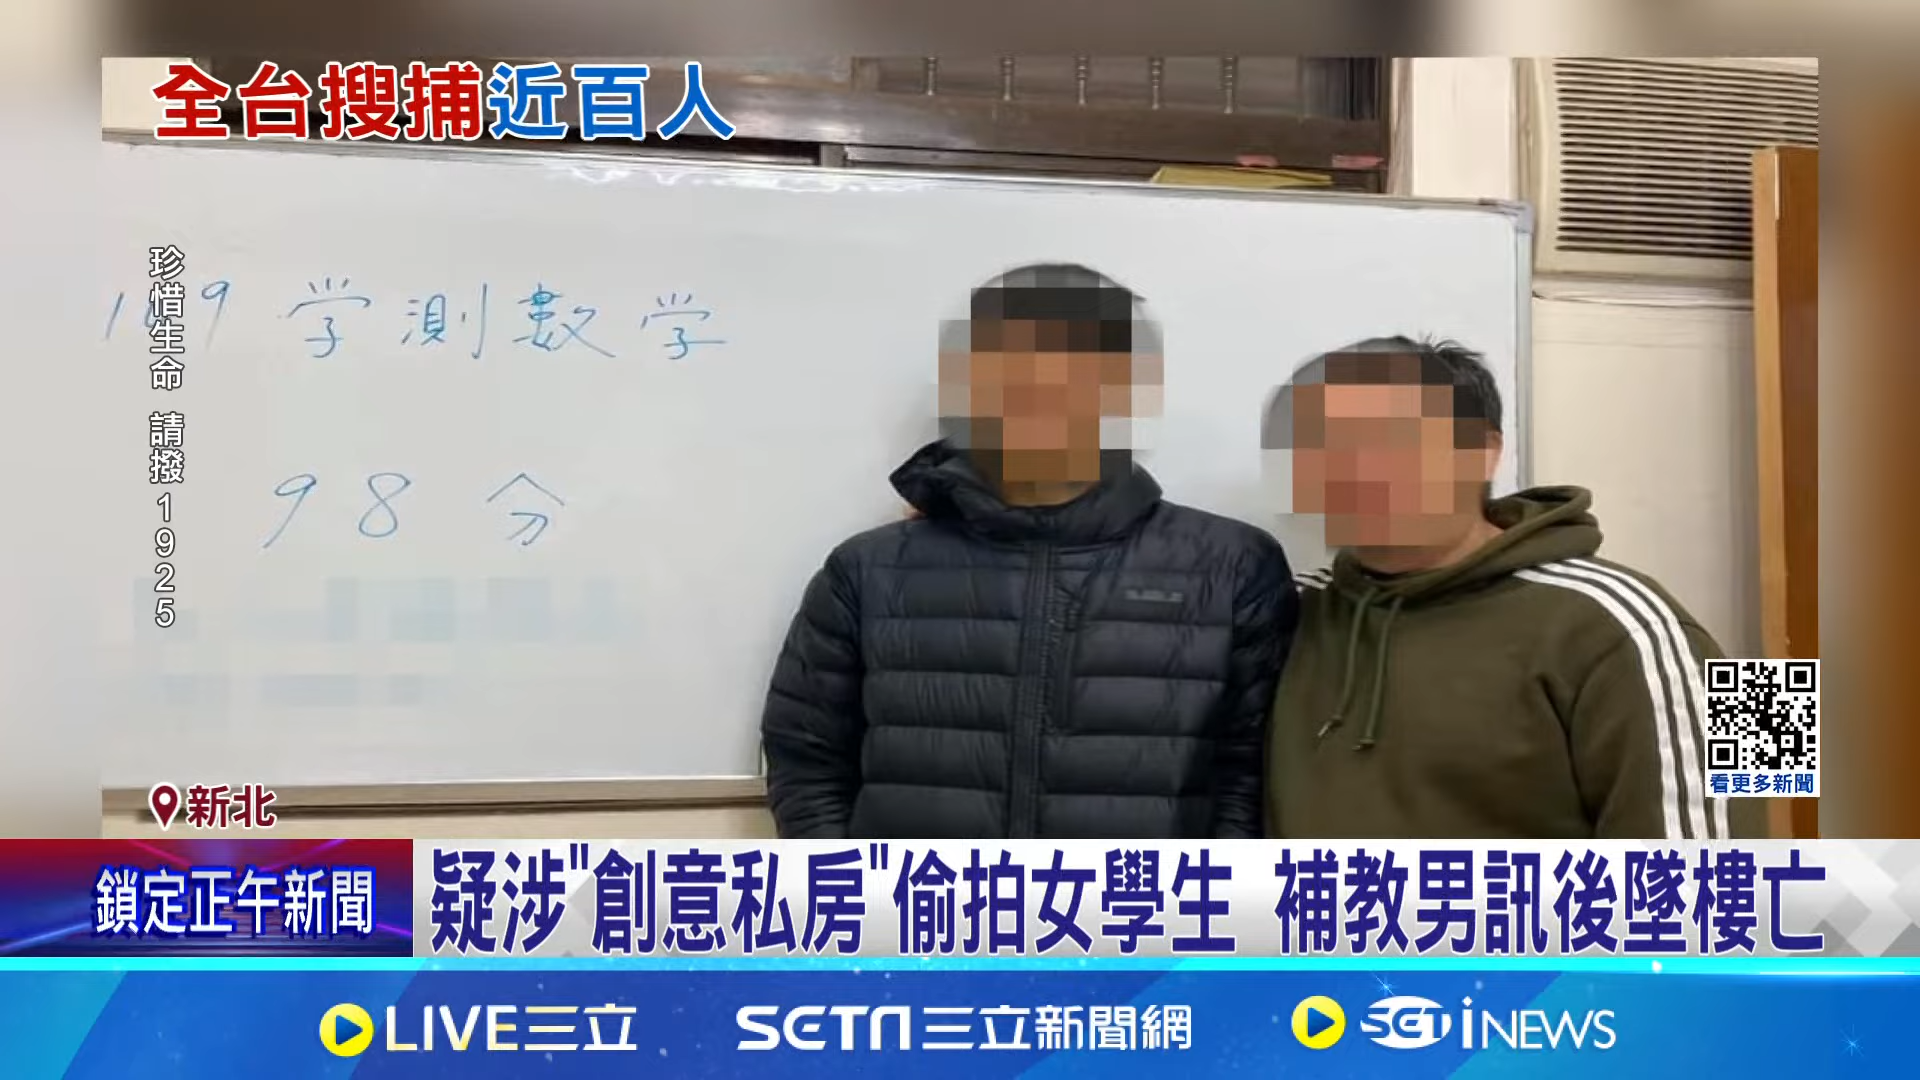 全台搜捕近百人
珍惜生命 請撥1925
109 学測數学
98分
看更多新聞
新北
鎖定正午新聞
疑涉"創意私房"偷拍女學生 補教男訊後墜樓亡
LIVE三立
SETN三立新聞網
SETiNEWS